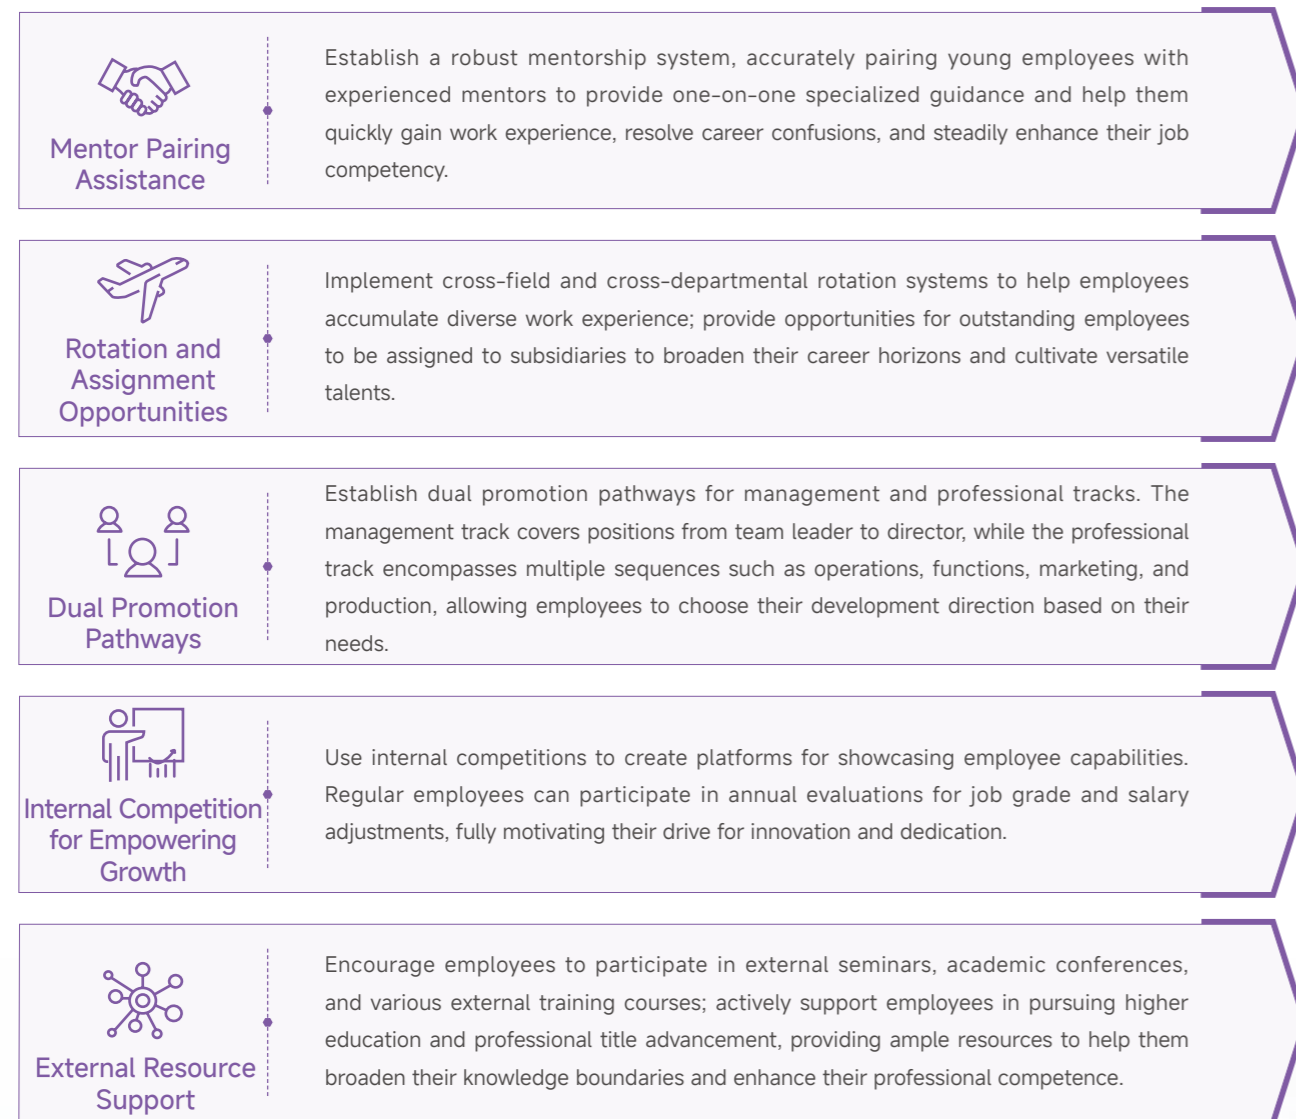 Mentor Pairing
Assistance
Establish a robust mentorship system, accurately pairing young employees with
experienced mentors to provide one-on-one specialized guidance and help them
quickly gain work experience, resolve career confusions, and steadily enhance their job
competency.
Rotation and
Assignment
Opportunities
Implement cross-field and cross-departmental rotation systems to help employees
accumulate diverse work experience; provide opportunities for outstanding employees
to be assigned to subsidiaries to broaden their career horizons and cultivate versatile
talents.
Dual Promotion
Pathways
Establish dual promotion pathways for management and professional tracks. The
management track covers positions from team leader to director, while the professional
track encompasses multiple sequences such as operations, functions, marketing, and
production, allowing employees to choose their development direction based on their
needs.
Internal Competition
for Empowering
Growth
Use internal competitions to create platforms for showcasing employee capabilities.
Regular employees can participate in annual evaluations for job grade and salary
adjustments, fully motivating their drive for innovation and dedication.
External Resource
Support
Encourage employees to participate in external seminars, academic conferences,
and various external training courses; actively support employees in pursuing higher
education and professional title advancement, providing ample resources to help them
broaden their knowledge boundaries and enhance their professional competence.